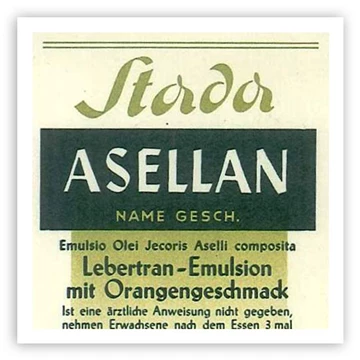 Stada
ASELLAN
NAME GESCH.
Emulsio Olei Jecoris Aselli composita
Lebertran-Emulsion
mit Orangengeschmack
Ist eine ärztliche Anweisung nicht gegeben,
nehmen Erwachsene nach dem Essen 3 mal